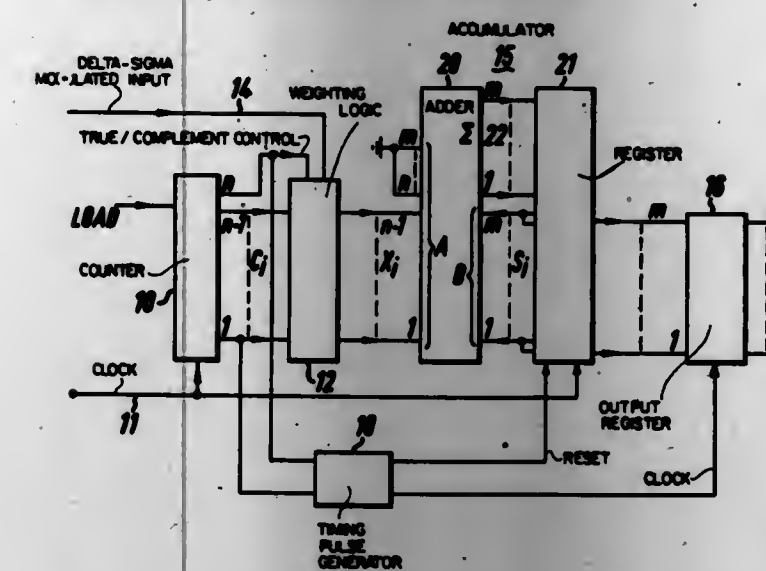 ACCUMULATOR
DELTA-SIGMA
INPUT
14
WEIGHTING
LOGIC
20
15
21
ADDER
m
TRUE/COMPLEMENT CONTROL
m
Σ 22
n
n
1
REGISTER
LOAD
n-1
n-1
A
m
m
16
COUNTER
Ci
Xi
B
Si
10
1
1
1
1
12
CLOCK
11
OUTPUT
REGISTER
18
RESET
CLOCK
TIMING
PULSE
GENERATOR